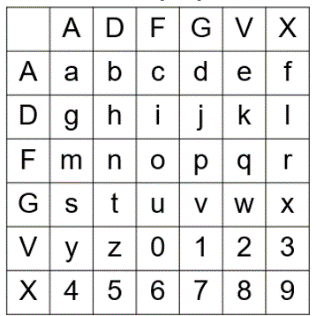 A D F G V X
A a b c d e f
D g h i j k l
F m n o p q r
G s t u v w x
V y z 0 1 2 3
X 4 5 6 7 8 9